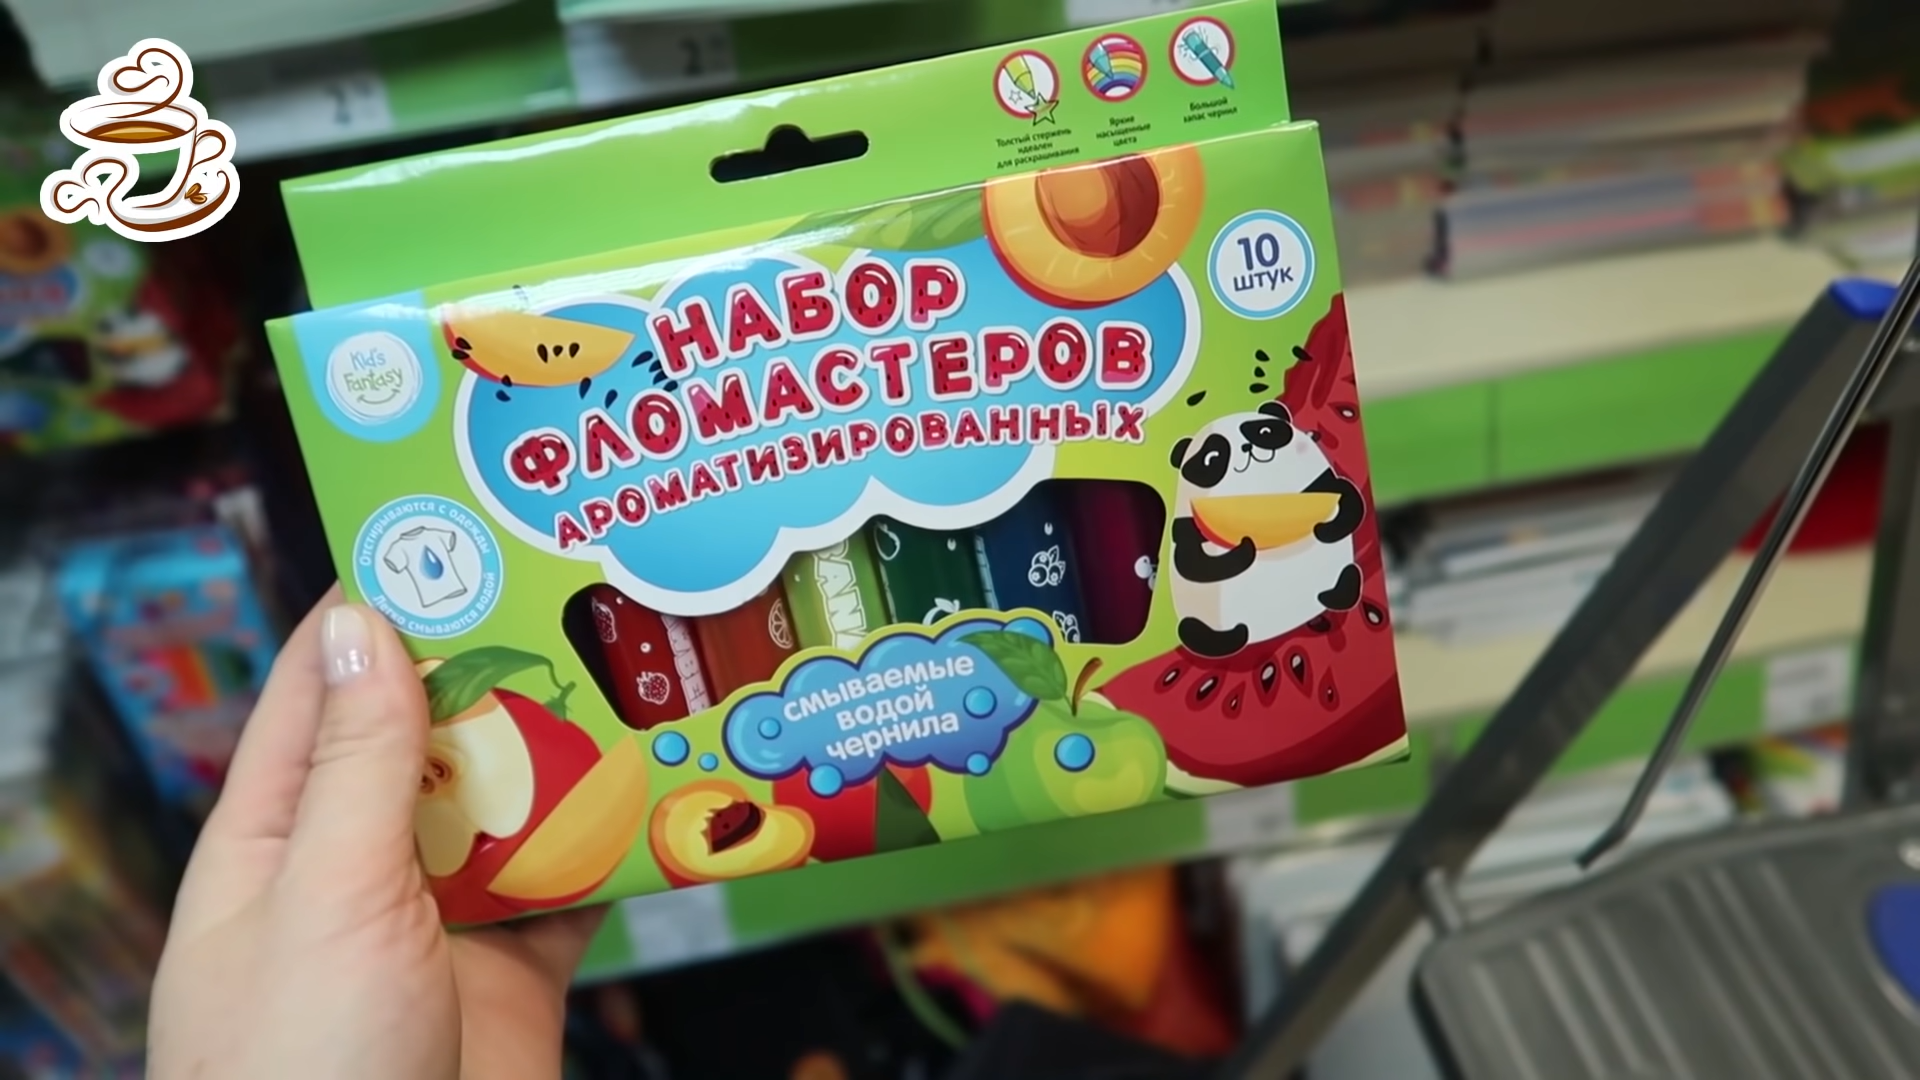 Толстый стержень
идеален
для раскрашивания
Яркие
насыщенные
цвета
Большой
запас чернил
10
штук
Kid's
Fantasy
НАБОР
ФЛОМАСТЕРОВ
АРОМАТИЗИРОВАННЫХ
Отстирываются с одежды
Легко смываются водой
BANA
смываемые
водой
чернила